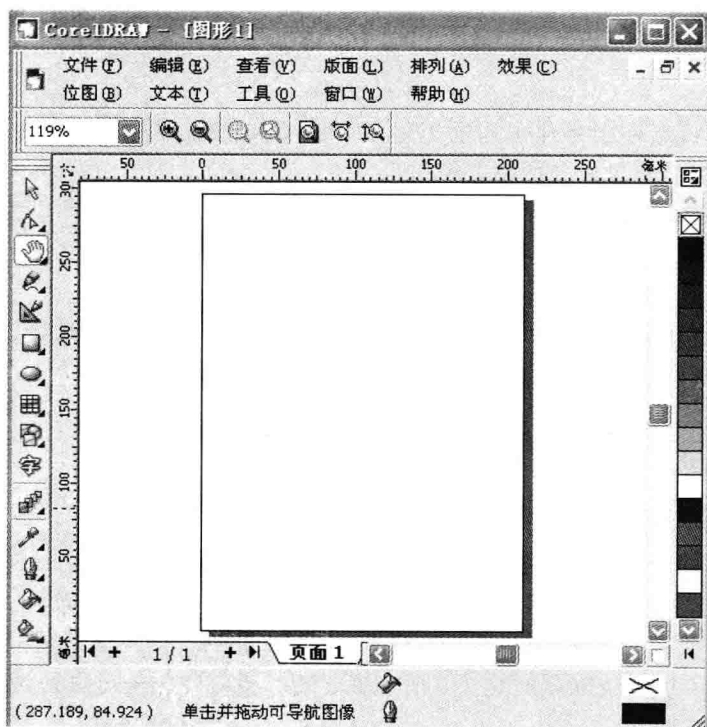 CorelDRAW - [图形1]
文件(F) 编辑(E) 查看(V) 版面(L) 排列(A) 效果(C)
位图(B) 文本(T) 工具(O) 窗口(W) 帮助(H)
119%
50 0 50 100 150 200 250 毫米
300
250
200
150
100
50
毫米
1 / 1 页面 1
(287.189, 84.924) 单击并拖动可导航图像